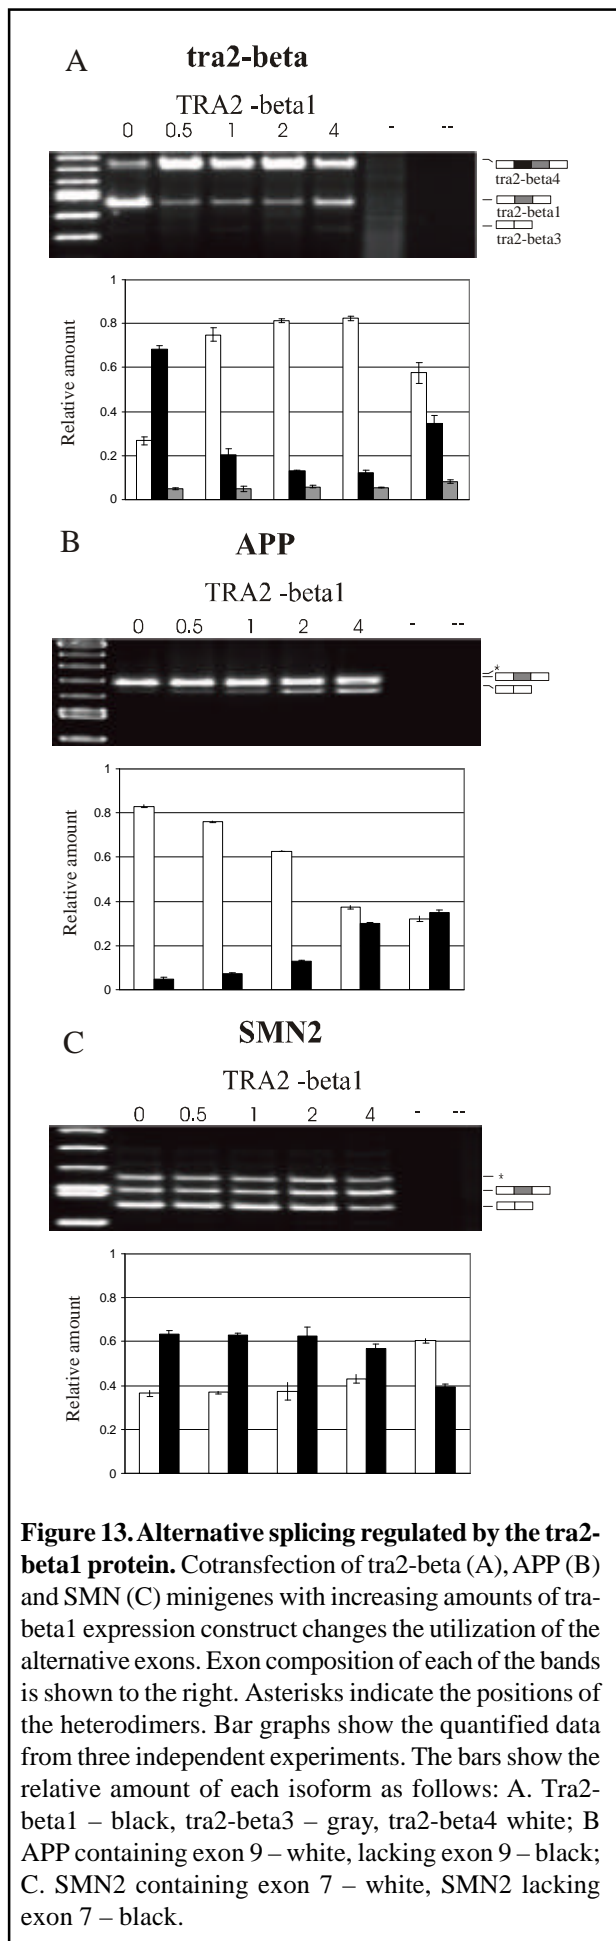 A
tra2-beta
TRA2 -beta1
0 0.5 1 2 4 - --
tra2-beta4
tra2-beta1
tra2-beta3
1
0.8
0.6
0.4
0.2
0
Relative amount
B
APP
TRA2 -beta1
0 0.5 1 2 4 - --
*
1
0.8
0.6
0.4
0.2
0
Relative amount
C
SMN2
TRA2 -beta1
0 0.5 1 2 4 - --
*
1
0.8
0.6
0.4
0.2
0
Relative amount
Figure 13. Alternative splicing regulated by the tra2-
beta1 protein. Cotransfection of tra2-beta (A), APP (B)
and SMN (C) minigenes with increasing amounts of tra-
beta1 expression construct changes the utilization of the
alternative exons. Exon composition of each of the bands
is shown to the right. Asterisks indicate the positions of
the heterodimers. Bar graphs show the quantified data
from three independent experiments. The bars show the
relative amount of each isoform as follows: A. Tra2-
beta1 – black, tra2-beta3 – gray, tra2-beta4 white; B
APP containing exon 9 – white, lacking exon 9 – black;
C. SMN2 containing exon 7 – white, SMN2 lacking
exon 7 – black.